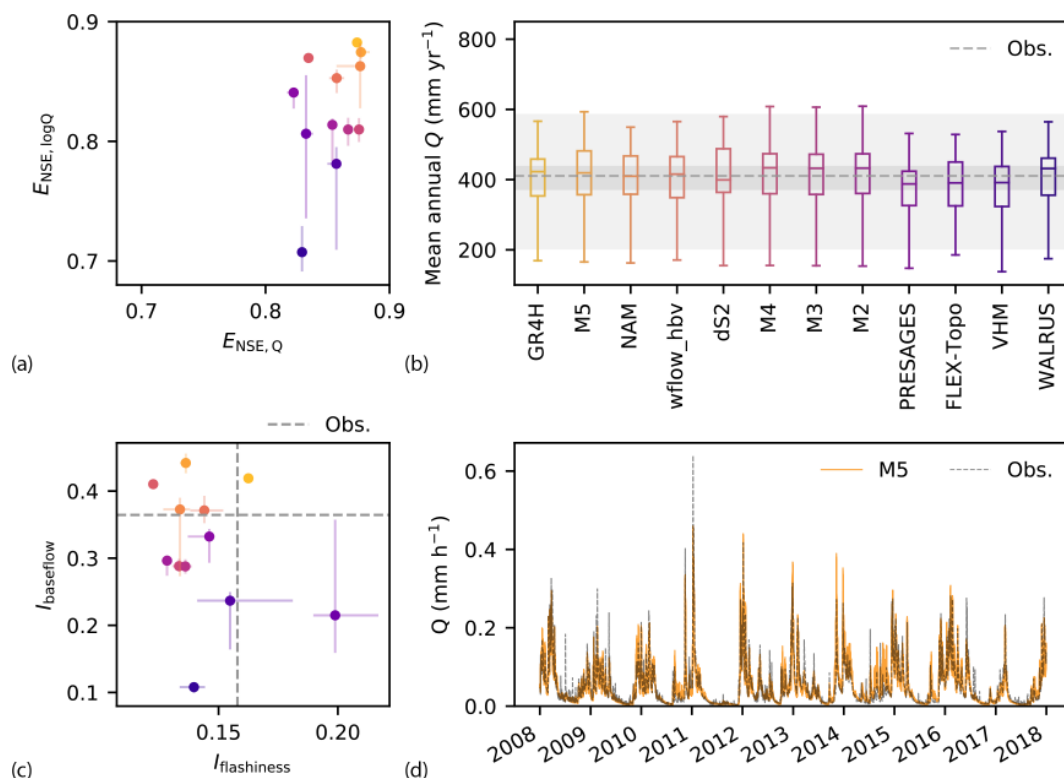 0.9
0.8
0.7
E_NSE, logQ
0.7
0.8
0.9
E_NSE, Q
(a)
Obs.
800
600
400
200
Mean annual Q (mm yr⁻¹)
GR4H
M5
NAM
wflow_hbv
dS2
M4
M3
M2
PRESAGES
FLEX-Topo
VHM
WALRUS
(b)
Obs.
0.4
0.3
0.2
0.1
I_baseflow
0.15
0.20
I_flashiness
(c)
M5
Obs.
0.6
0.4
0.2
0.0
Q (mm h⁻¹)
2008
2009
2010
2011
2012
2013
2014
2015
2016
2017
2018
(d)